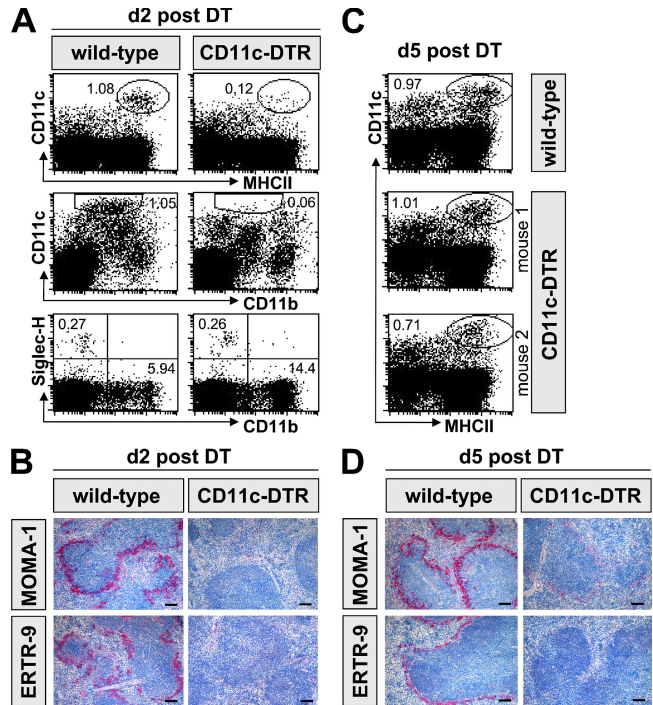 A
d2 post DT
wild-type
CD11c-DTR
CD11c
1.08
0,12
MHCII
CD11c
1.05
0.06
CD11b
Siglec-H
0.27
5.94
0.26
14.4
CD11b
C
d5 post DT
CD11c
0.97
wild-type
1.01
mouse 1
0.71
mouse 2
CD11c-DTR
MHCII
B
d2 post DT
wild-type
CD11c-DTR
MOMA-1
ERTR-9
D
d5 post DT
wild-type
CD11c-DTR
MOMA-1
ERTR-9